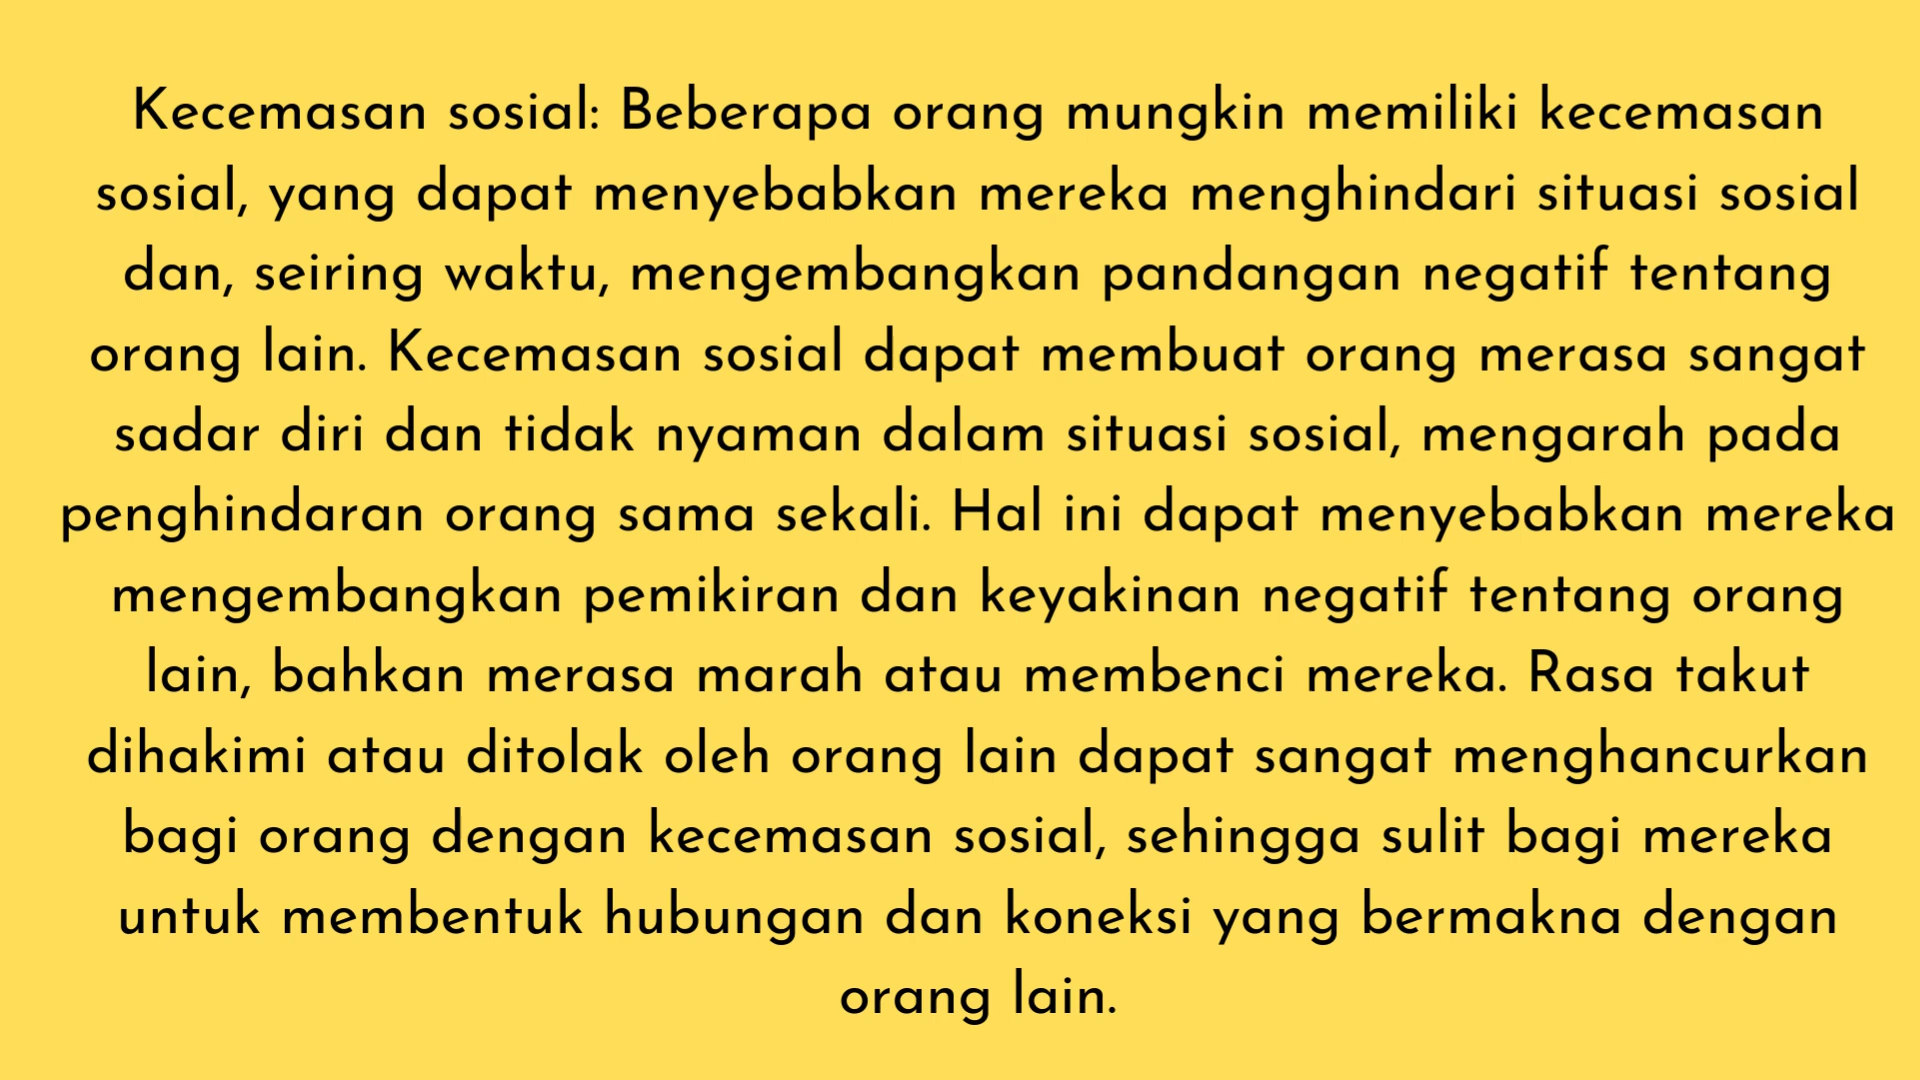 Kecemasan sosial: Beberapa orang mungkin memiliki kecemasan
sosial, yang dapat menyebabkan mereka menghindari situasi sosial
dan, seiring waktu, mengembangkan pandangan negatif tentang
orang lain. Kecemasan sosial dapat membuat orang merasa sangat
sadar diri dan tidak nyaman dalam situasi sosial, mengarah pada
penghindaran orang sama sekali. Hal ini dapat menyebabkan mereka
mengembangkan pemikiran dan keyakinan negatif tentang orang
lain, bahkan merasa marah atau membenci mereka. Rasa takut
dihakimi atau ditolak oleh orang lain dapat sangat menghancurkan
bagi orang dengan kecemasan sosial, sehingga sulit bagi mereka
untuk membentuk hubungan dan koneksi yang bermakna dengan
orang lain.